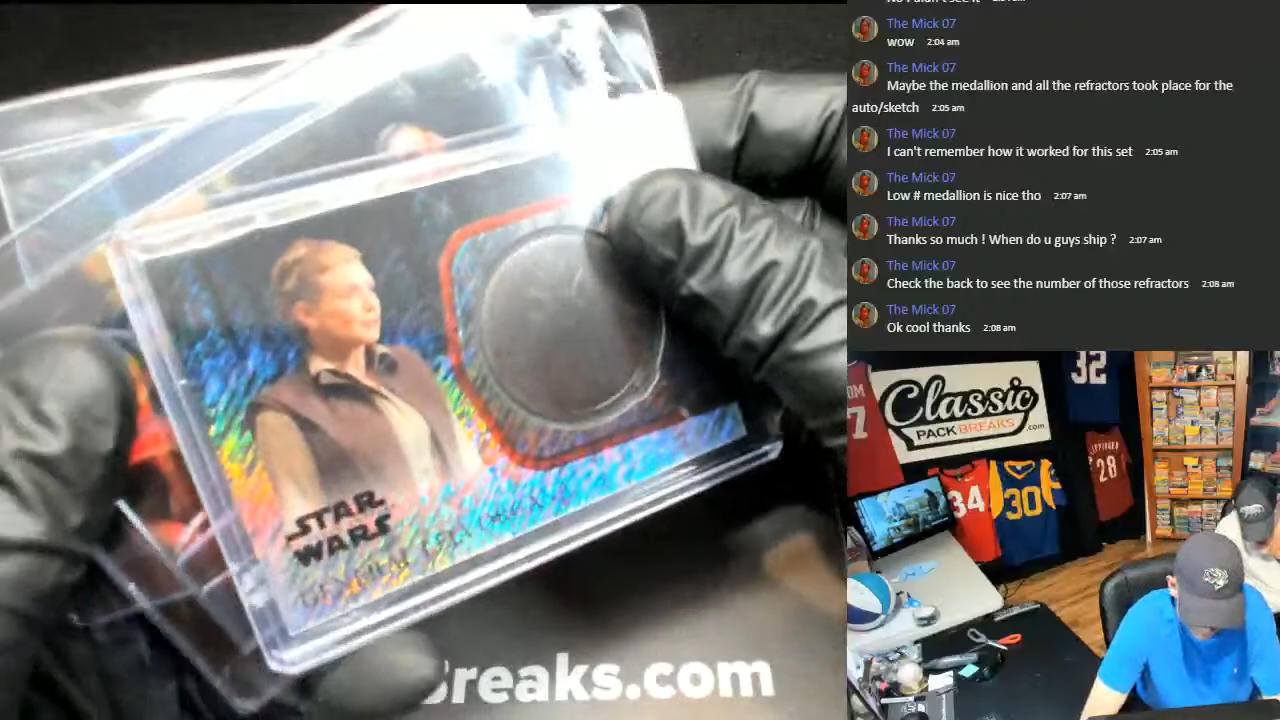 The Mick 07
wow 2:04 am
The Mick 07
Maybe the medallion and all the refractors took place for the
auto/sketch 2:05 am
The Mick 07
I can't remember how it worked for this set 2:05 am
The Mick 07
Low # medallion is nice tho 2:07 am
The Mick 07
Thanks so much ! When do u guys ship ? 2:07 am
The Mick 07
Check the back to see the number of those refractors 2:08 am
The Mick 07
Ok cool thanks 2:08 am
STAR
WARS
Breaks.com
Classic
PACK BREAKS .com
32
34
30
28
7